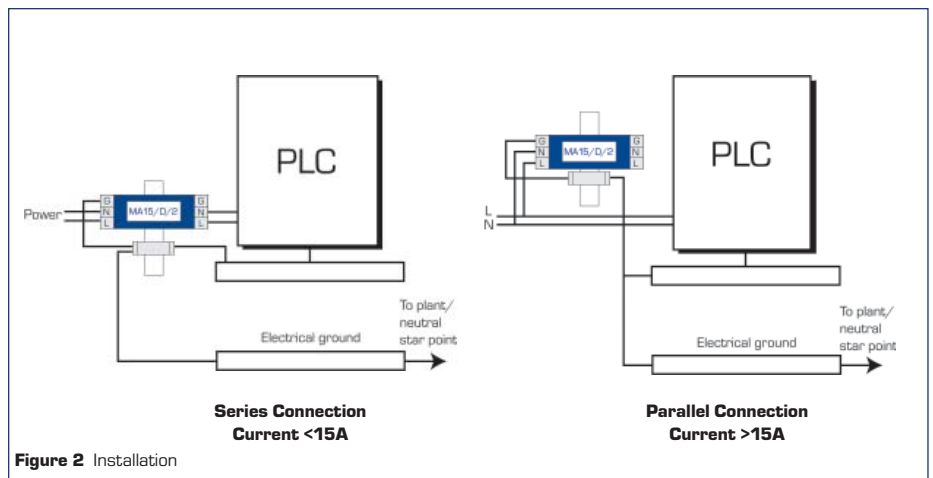 PLC
Power
G
N
L
MA15/D/2
G
N
L
To plant/
neutral
star point
Electrical ground
Series Connection
Current <15A
PLC
G
N
L
MA15/D/2
G
N
L
L
N
To plant/
neutral
star point
Electrical ground
Parallel Connection
Current >15A
Figure 2 Installation